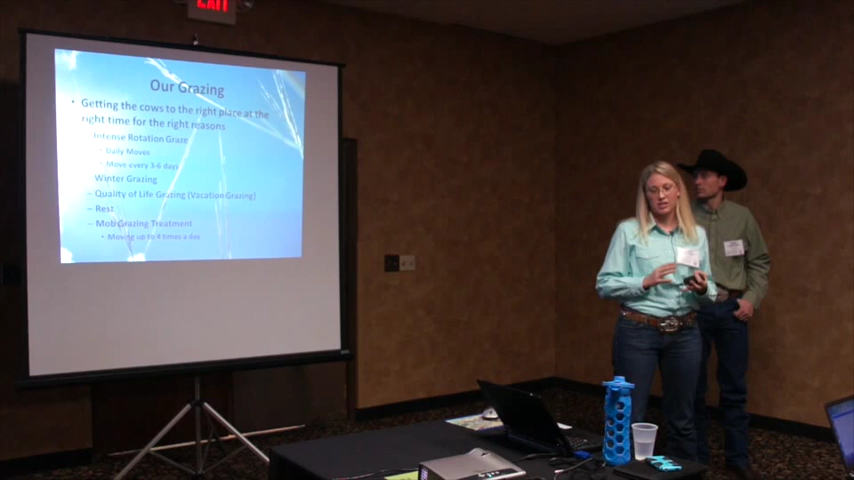 EXIT
Our Grazing
• Getting the cows to the right place at the
right time for the right reasons
Intense Rotation Graze
• Daily Moves
• Move every 3-6 days
Winter Grazing
– Quality of Life Grazing (Vacation Grazing)
– Rest
– Mob Grazing Treatment
• Moving up to 4 times a day